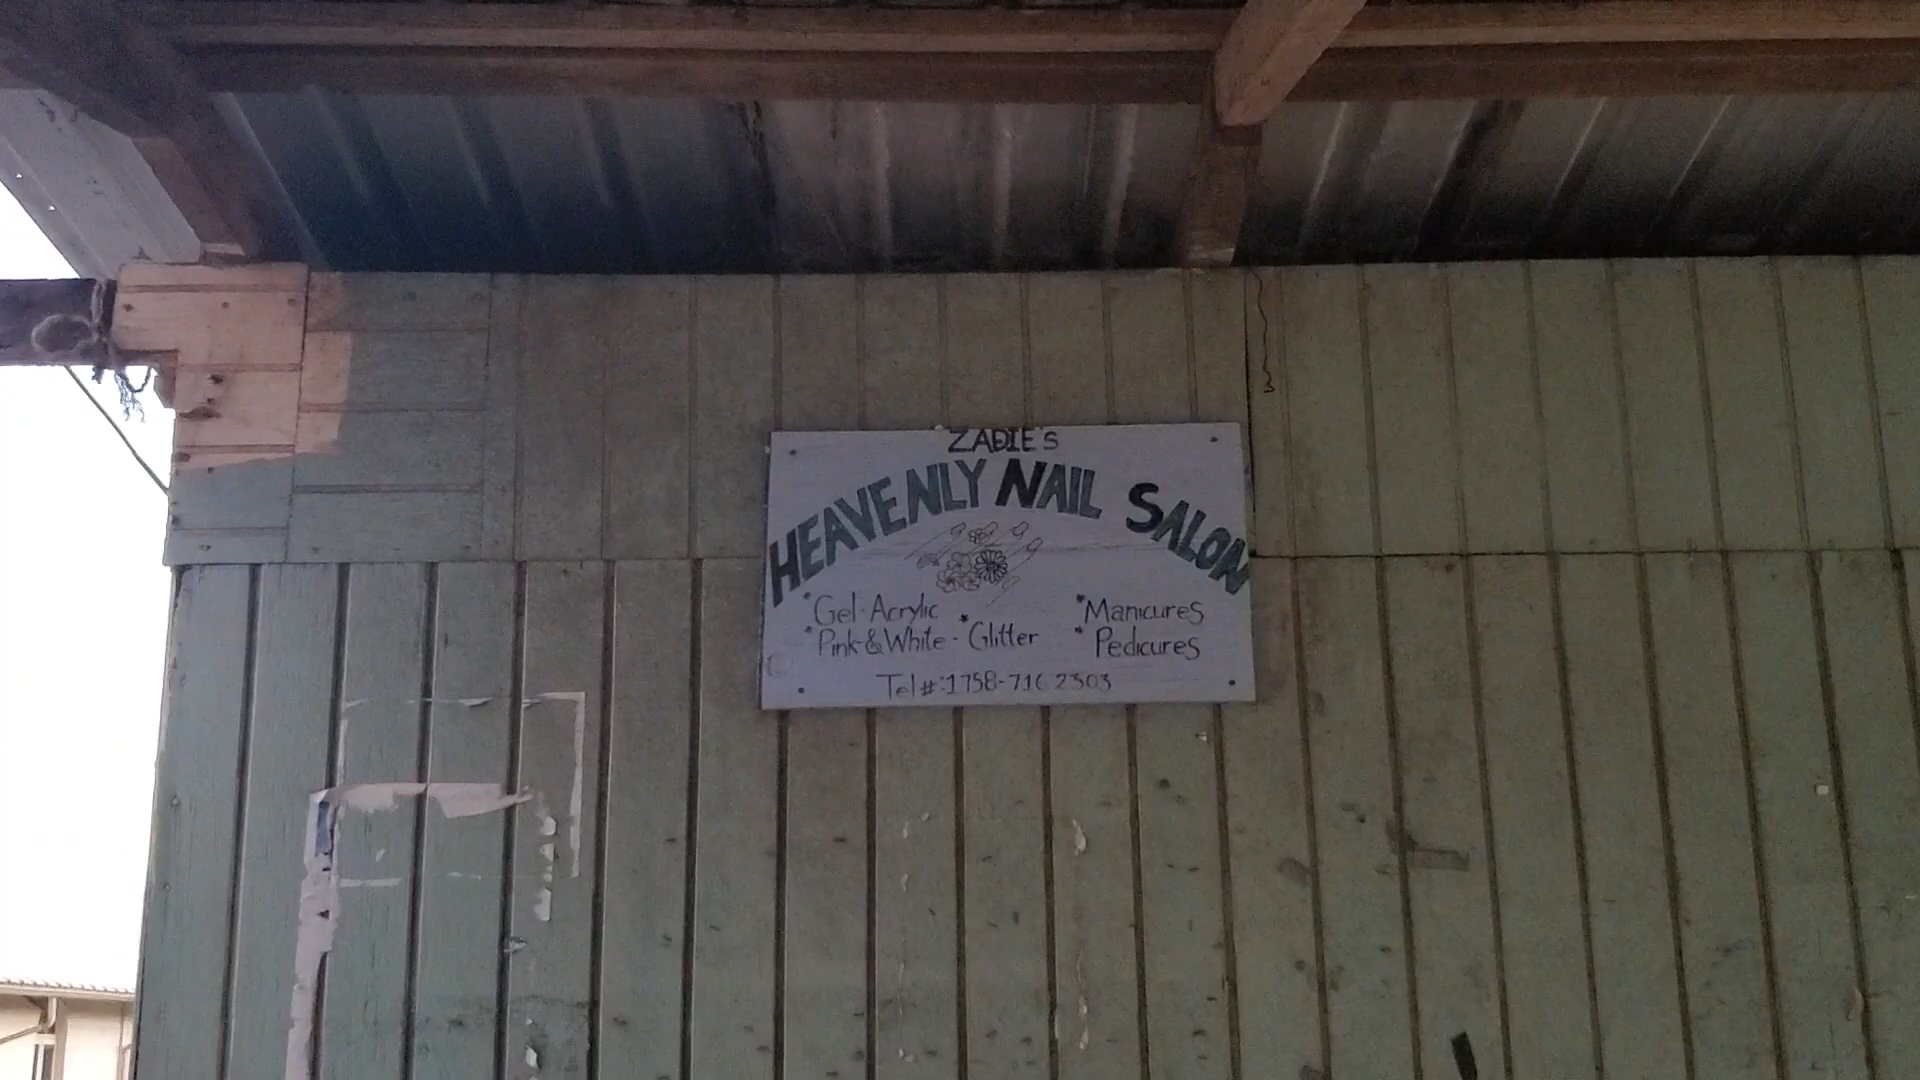 ZADIE'S
HEAVENLY NAIL SALON
*Gel-Acrylic
*Pink & White - *Glitter
*Manicures
*Pedicures
Tel#:1758-716 2303